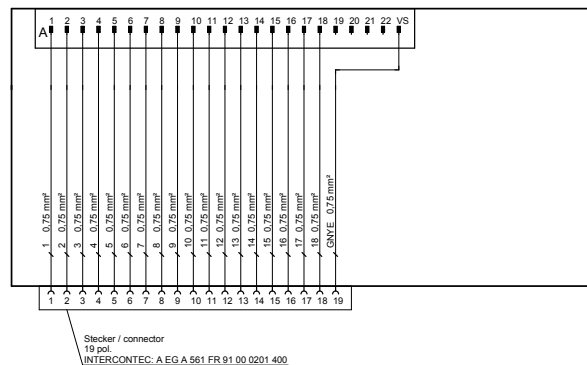 1 2 3 4 5 6 7 8 9 10 11 12 13 14 15 16 17 18 19 20 21 22 VS
A
1 0,75 mm²
2 0,75 mm²
3 0,75 mm²
4 0,75 mm²
5 0,75 mm²
6 0,75 mm²
7 0,75 mm²
8 0,75 mm²
9 0,75 mm²
10 0,75 mm²
11 0,75 mm²
12 0,75 mm²
13 0,75 mm²
14 0,75 mm²
15 0,75 mm²
16 0,75 mm²
17 0,75 mm²
18 0,75 mm²
GNYE 0,75 mm²
1 2 3 4 5 6 7 8 9 10 11 12 13 14 15 16 17 18 19
Stecker / connector
19 pol.
INTERCONTEC: A EG A 561 FR 91 00 0201 400